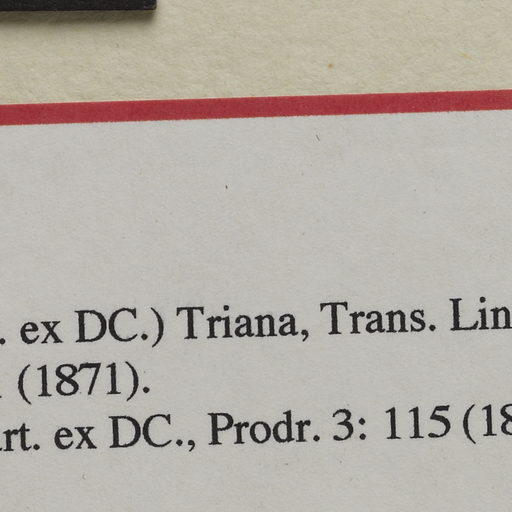 . ex DC.) Triana, Trans. Lin
(1871).
rt. ex DC., Prodr. 3: 115 (18